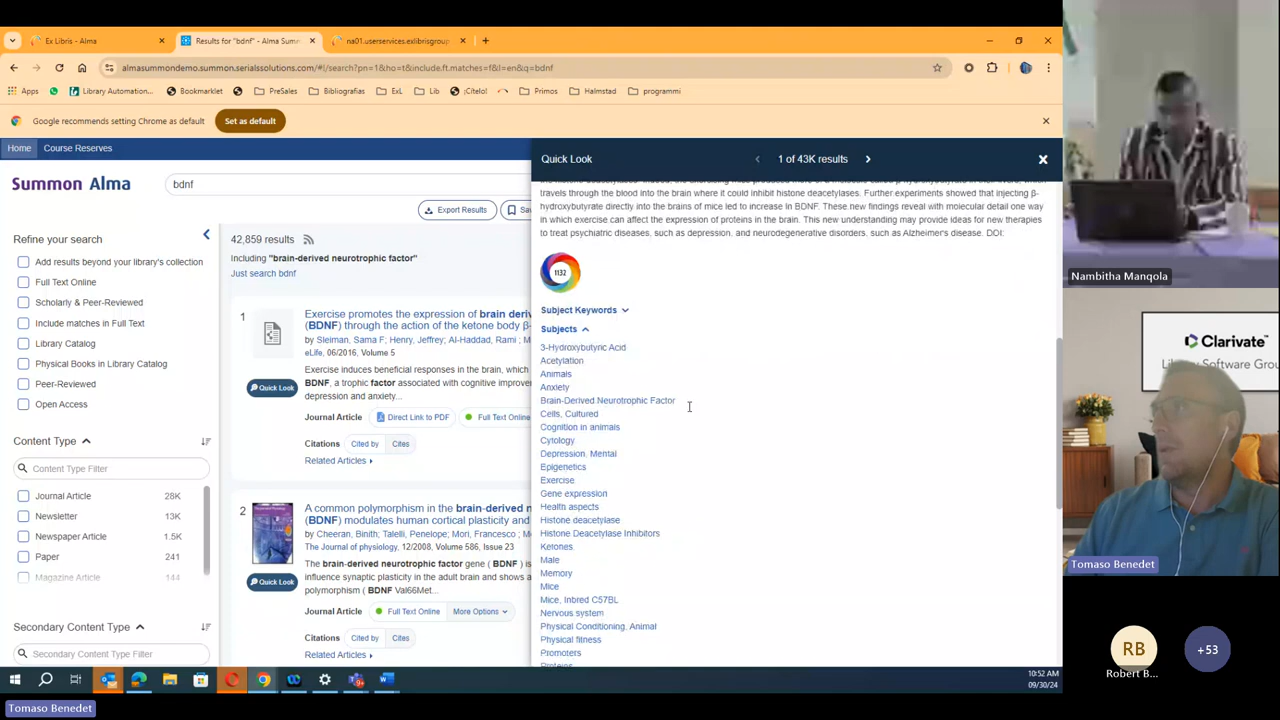 Ex Libris - Alma
Results for "bdnf" - Alma Sum
na01.userservices.exlibrisgroup
almasummondemo.summon.serialssolutions.com/#!/search?pn=1&ho=t&include.ft.matches=f&l=en&q=bdnf
Apps
Library Automation...
Bookmarklet
PreSales
Bibliografias
ExL
Lib
¡Cítelo!
Primos
Halmstad
programmi
Google recommends setting Chrome as default
Set as default
Home
Course Reserves
Summon Alma
bdnf
Export Results
Refine your search
Add results beyond your library's collection
Full Text Online
Scholarly & Peer-Reviewed
Include matches in Full Text
Library Catalog
Physical Books in Library Catalog
Peer-Reviewed
Open Access
Content Type
Content Type Filter
Journal Article 28K
Newsletter 13K
Newspaper Article 1.5K
Paper 241
Magazine Article 144
Secondary Content Type
Secondary Content Type Filter
42,859 results
Including "brain-derived neurotrophic factor"
Just search bdnf
1
Exercise promotes the expression of brain deri
(BDNF) through the action of the ketone body β-
by Sleiman, Sama F; Henry, Jeffrey; Al-Haddad, Rami ;
eLife, 06/2016, Volume 5
Exercise induces beneficial responses in the brain, which
BDNF, a trophic factor associated with cognitive improve
depression and anxiety...
Quick Look
Journal Article
Direct Link to PDF
Full Text Online
Citations
Cited by
Cites
Related Articles
2
A common polymorphism in the brain-derived n
(BDNF) modulates human cortical plasticity and
by Cheeran, Binith; Talelli, Penelope; Mori, Francesco ;
The Journal of physiology, 12/2008, Volume 586, Issue 23
The brain-derived neurotrophic factor gene ( BDNF ) is
influence synaptic plasticity in the adult brain and shows a
polymorphism ( BDNF Val66Met...
Quick Look
Journal Article
Full Text Online
More Options
Citations
Cited by
Cites
Related Articles
Quick Look
1 of 43K results
travels through the blood into the brain where it could inhibit histone deacetylases. Further experiments showed that injecting β-
hydroxybutyrate directly into the brains of mice led to increase in BDNF. These new findings reveal with molecular detail one way
in which exercise can affect the expression of proteins in the brain. This new understanding may provide ideas for new therapies
to treat psychiatric diseases, such as depression, and neurodegenerative disorders, such as Alzheimer's disease. DOI:
1132
Subject Keywords
Subjects
3-Hydroxybutyric Acid
Acetylation
Animals
Anxiety
Brain-Derived Neurotrophic Factor
Cells, Cultured
Cognition in animals
Cytology
Depression, Mental
Epigenetics
Exercise
Gene expression
Health aspects
Histone deacetylase
Histone Deacetylase Inhibitors
Ketones
Male
Memory
Mice
Mice, Inbred C57BL
Nervous system
Physical Conditioning, Animal
Physical fitness
Promoters
Proteins
10:52 AM
09/30/24
Nambitha Manqola
Clarivate
Library Software Grou
Tomaso Benedet
RB
Robert B...
+53
Tomaso Benedet